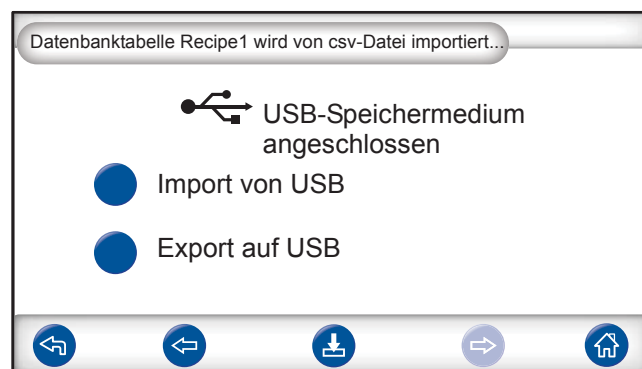 Datenbanktabelle Recipe1 wird von csv-Datei importiert...
USB-Speichermedium
angeschlossen
Import von USB
Export auf USB